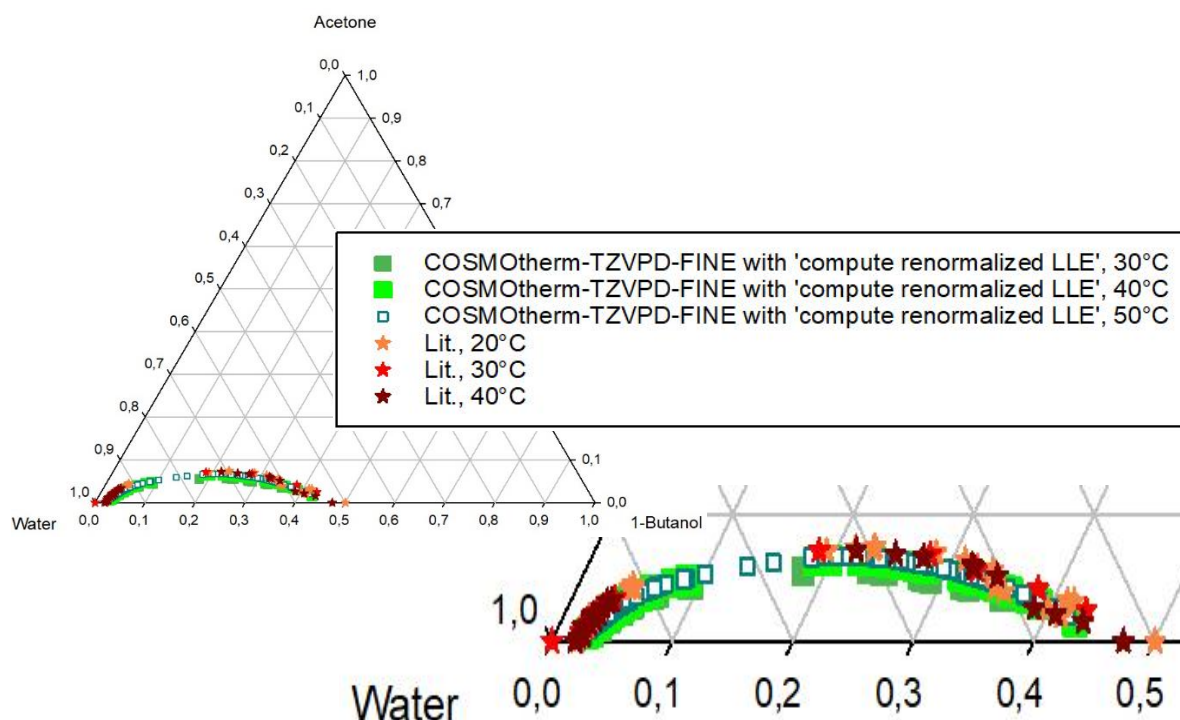 Acetone
0,0 1,0
0,1 0,9
0,2 0,8
0,3 0,7
0,4
COSMOtherm-TZVPD-FINE with 'compute renormalized LLE', 30°C
COSMOtherm-TZVPD-FINE with 'compute renormalized LLE', 40°C
COSMOtherm-TZVPD-FINE with 'compute renormalized LLE', 50°C
Lit., 20°C
Lit., 30°C
Lit., 40°C
0,5
0,6
0,7
0,8
0,9 0,1
1,0 0,0
Water 0,0 0,1 0,2 0,3 0,4 0,5 0,6 0,7 0,8 0,9 1,0 1-Butanol
1,0
Water 0,0 0,1 0,2 0,3 0,4 0,5